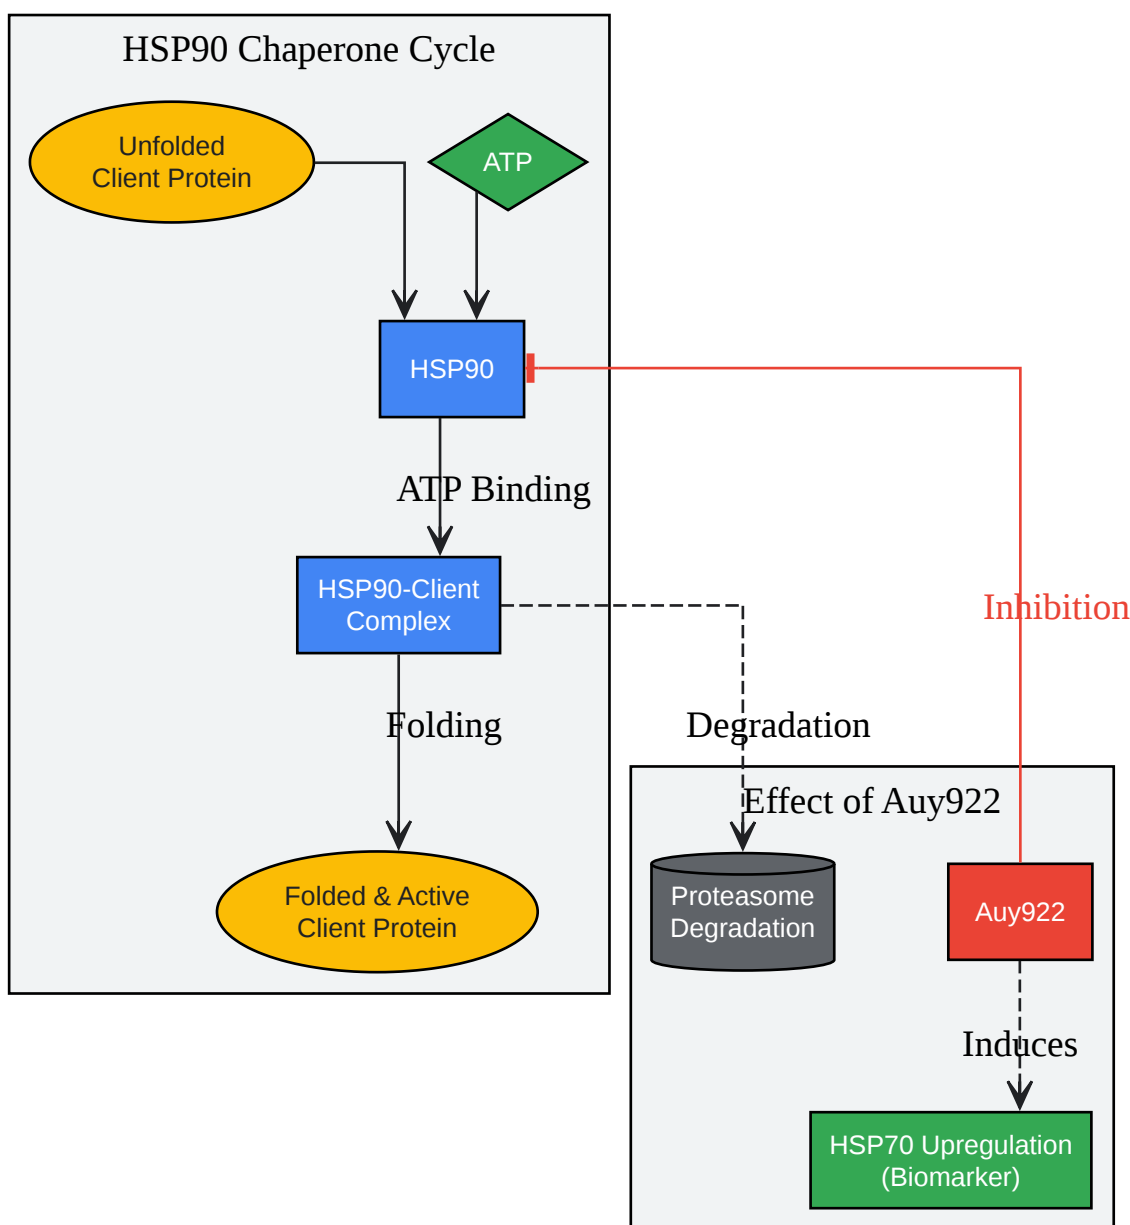 HSP90 Chaperone Cycle
Unfolded
Client Protein
ATP
HSP90
ATP Binding
HSP90-Client
Complex
Inhibition
Folding
Degradation
Effect of Auy922
Folded & Active
Client Protein
Proteasome
Degradation
Auy922
Induces
HSP70 Upregulation
(Biomarker)